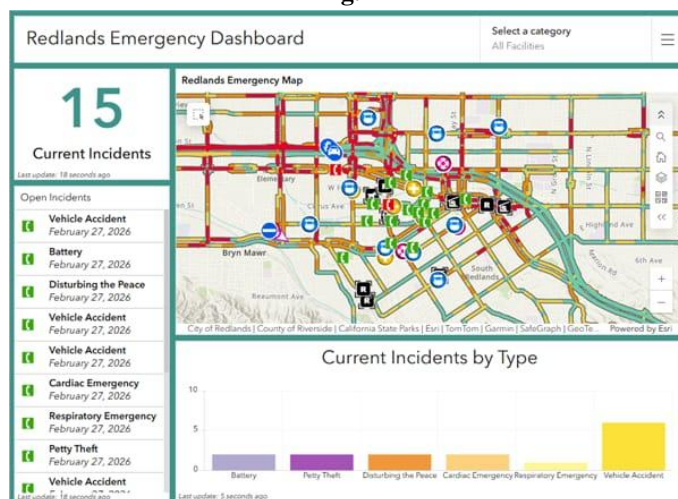 Redlands Emergency Dashboard
Select a category
All Facilities
15
Current Incidents
Last update: 18 seconds ago
Open Incidents
Vehicle Accident
February 27, 2026
Battery
February 27, 2026
Disturbing the Peace
February 27, 2026
Vehicle Accident
February 27, 2026
Vehicle Accident
February 27, 2026
Cardiac Emergency
February 27, 2026
Respiratory Emergency
February 27, 2026
Petty Theft
February 27, 2026
Vehicle Accident
Last update: 18 seconds ago
Redlands Emergency Map
Elementary
Bryn Mawr
Beaumont Ave
South
Redlands
Highland Ave
6th Ave
City of Redlands | County of Riverside | California State Parks | Esri | TomTom | Garmin | SafeGraph | GeoTe...
Powered by Esri
Current Incidents by Type
10
5
0
Battery
Petty Theft
Disturbing the Peace
Cardiac Emergency
Respiratory Emergency
Vehicle Accident
Last update: 5 seconds ago